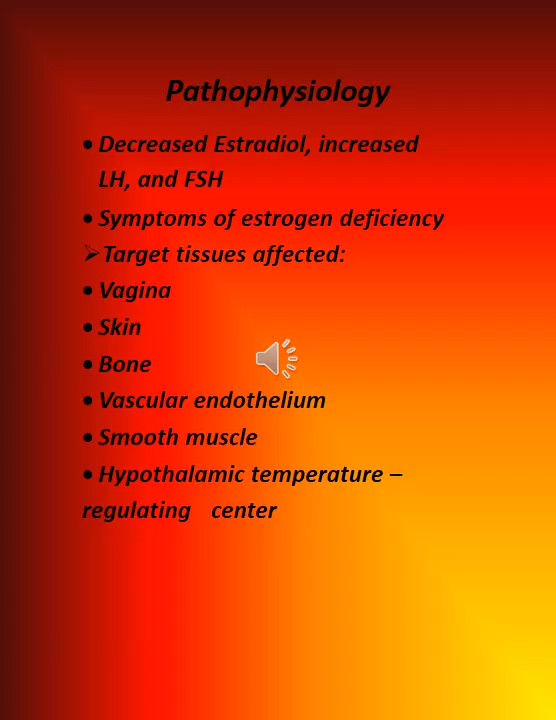 Pathophysiology
• Decreased Estradiol, increased
LH, and FSH
• Symptoms of estrogen deficiency
➢Target tissues affected:
• Vagina
• Skin
• Bone
• Vascular endothelium
• Smooth muscle
• Hypothalamic temperature –
regulating center